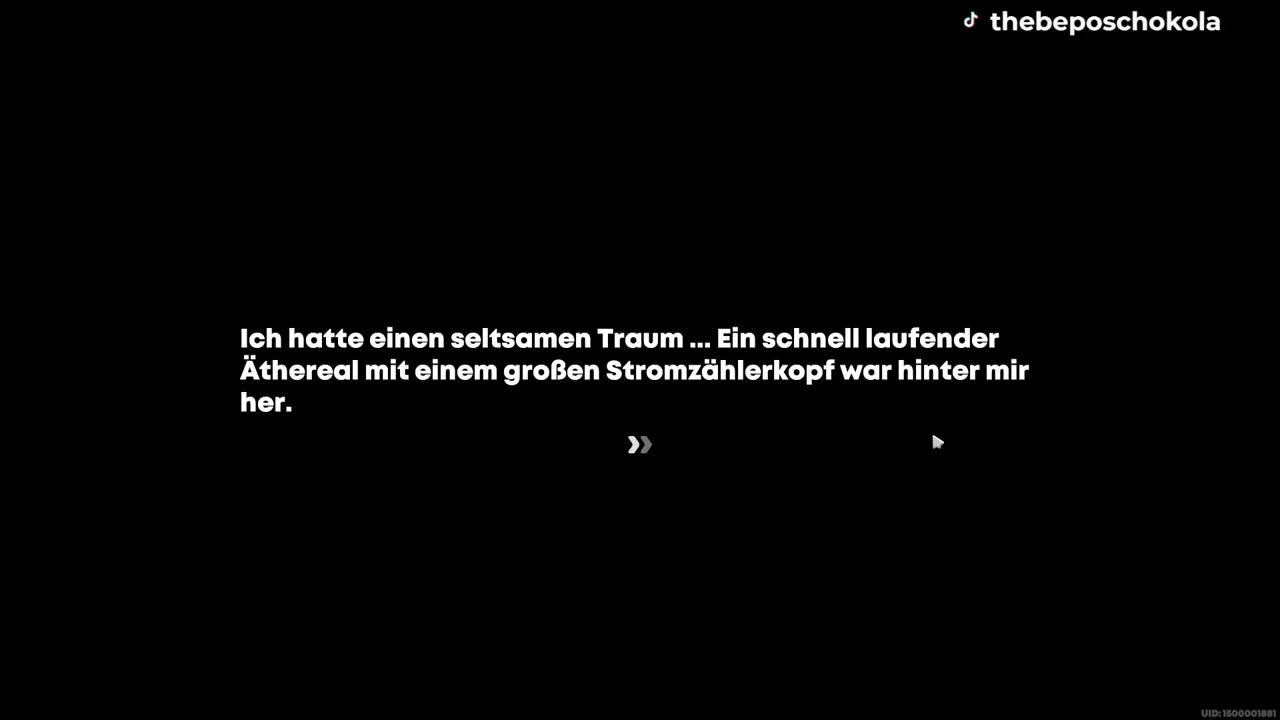 thebeposchokola
Ich hatte einen seltsamen Traum ... Ein schnell laufender
Äthereal mit einem großen Stromzählerkopf war hinter mir
her.
UID: 1500001881